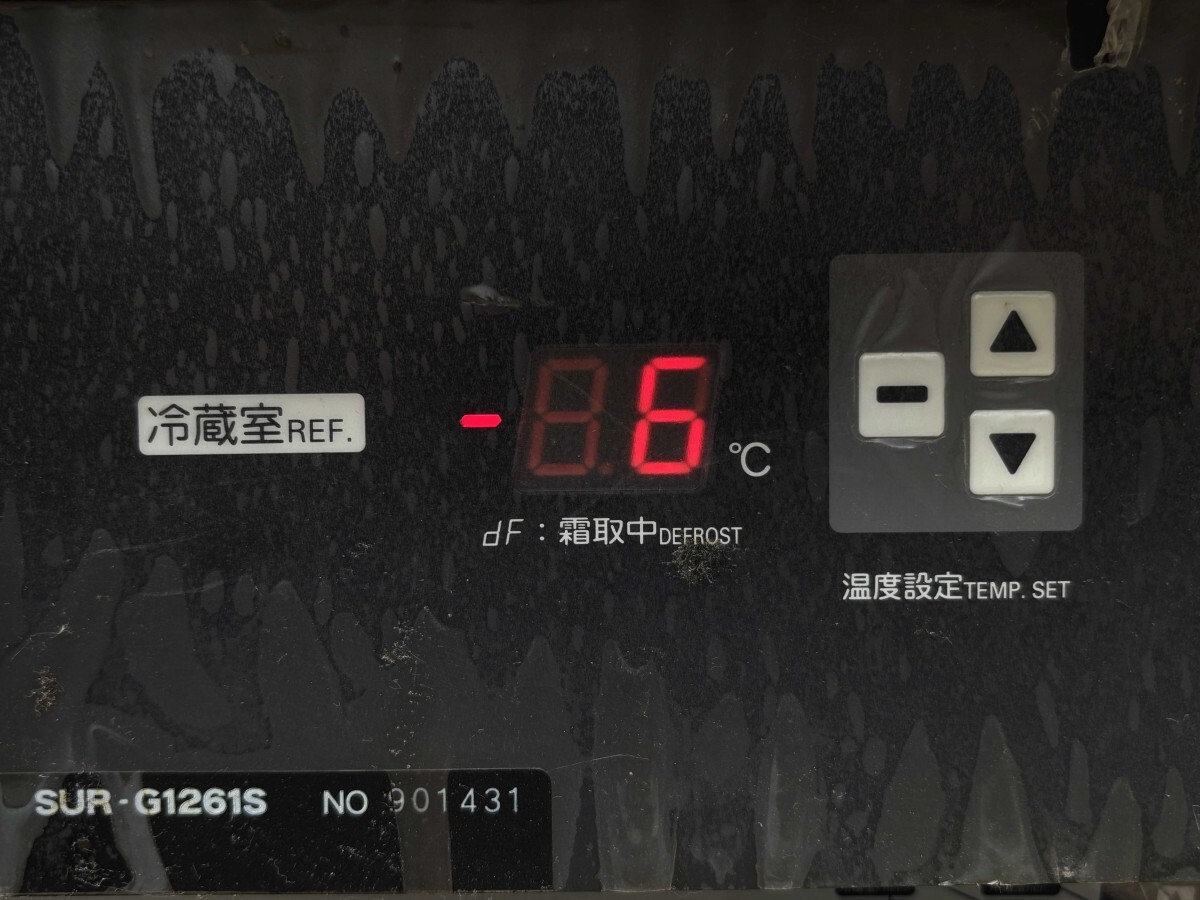 冷蔵室REF.
-6 ℃
dF:霜取中DEFROST
温度設定TEMP. SET
SUR-G1261S NO 901431